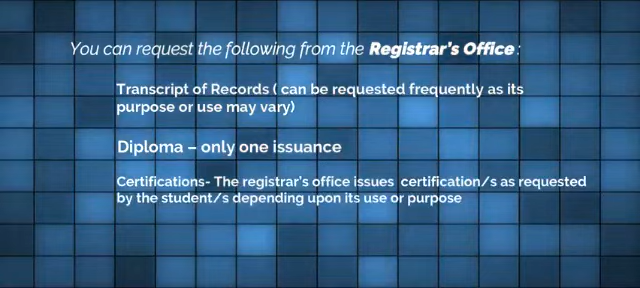 You can request the following from the Registrar's Office :
Transcript of Records ( can be requested frequently as its
purpose or use may vary)
Diploma – only one issuance
Certifications- The registrar's office issues certification/s as requested
by the student/s depending upon its use or purpose